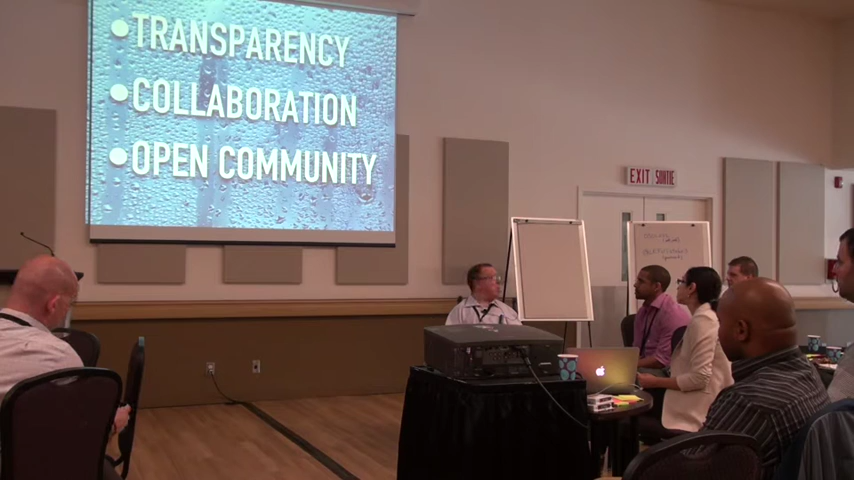 •TRANSPARENCY
•COLLABORATION
•OPEN COMMUNITY
EXIT SORTIE